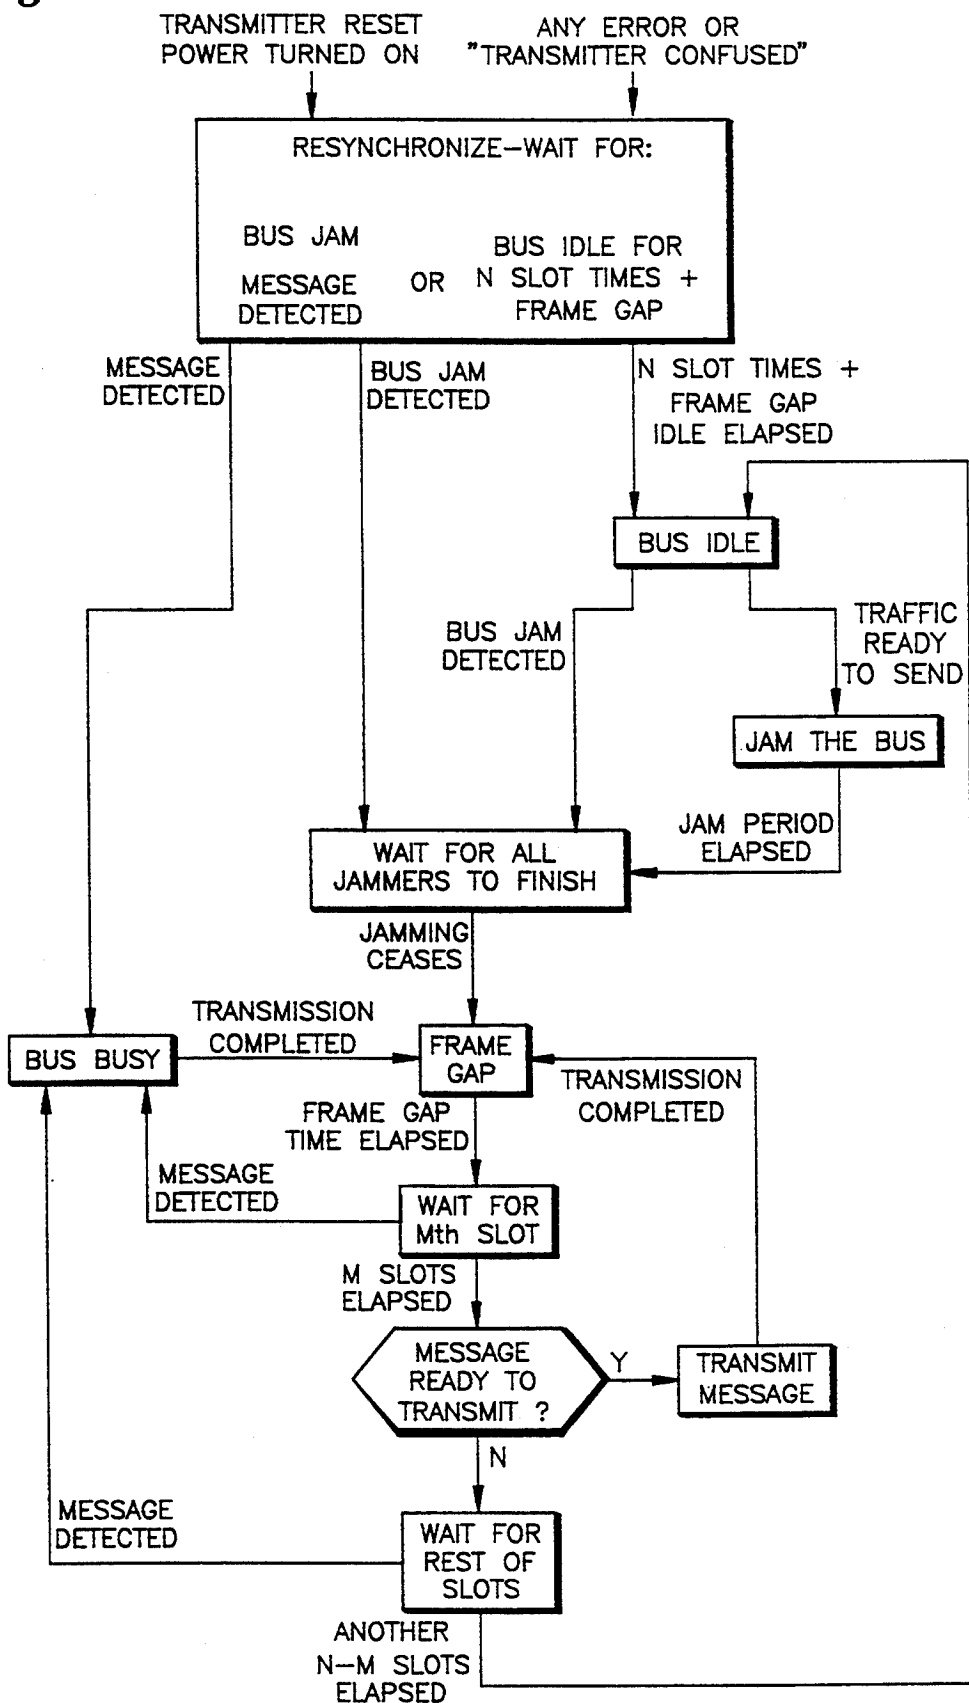 TRANSMITTER RESET
POWER TURNED ON
ANY ERROR OR
"TRANSMITTER CONFUSED"
RESYNCHRONIZE-WAIT FOR:
BUS JAM
MESSAGE
DETECTED
OR
BUS IDLE FOR
N SLOT TIMES +
FRAME GAP
MESSAGE
DETECTED
BUS JAM
DETECTED
N SLOT TIMES +
FRAME GAP
IDLE ELAPSED
BUS IDLE
BUS JAM
DETECTED
TRAFFIC
READY
TO SEND
JAM THE BUS
JAM PERIOD
ELAPSED
WAIT FOR ALL
JAMMERS TO FINISH
JAMMING
CEASES
TRANSMISSION
COMPLETED
BUS BUSY
FRAME
GAP
TRANSMISSION
COMPLETED
FRAME GAP
TIME ELAPSED
MESSAGE
DETECTED
WAIT FOR
Mth SLOT
M SLOTS
ELAPSED
MESSAGE
READY TO
TRANSMIT ?
Y
TRANSMIT
MESSAGE
N
MESSAGE
DETECTED
WAIT FOR
REST OF
SLOTS
ANOTHER
N-M SLOTS
ELAPSED